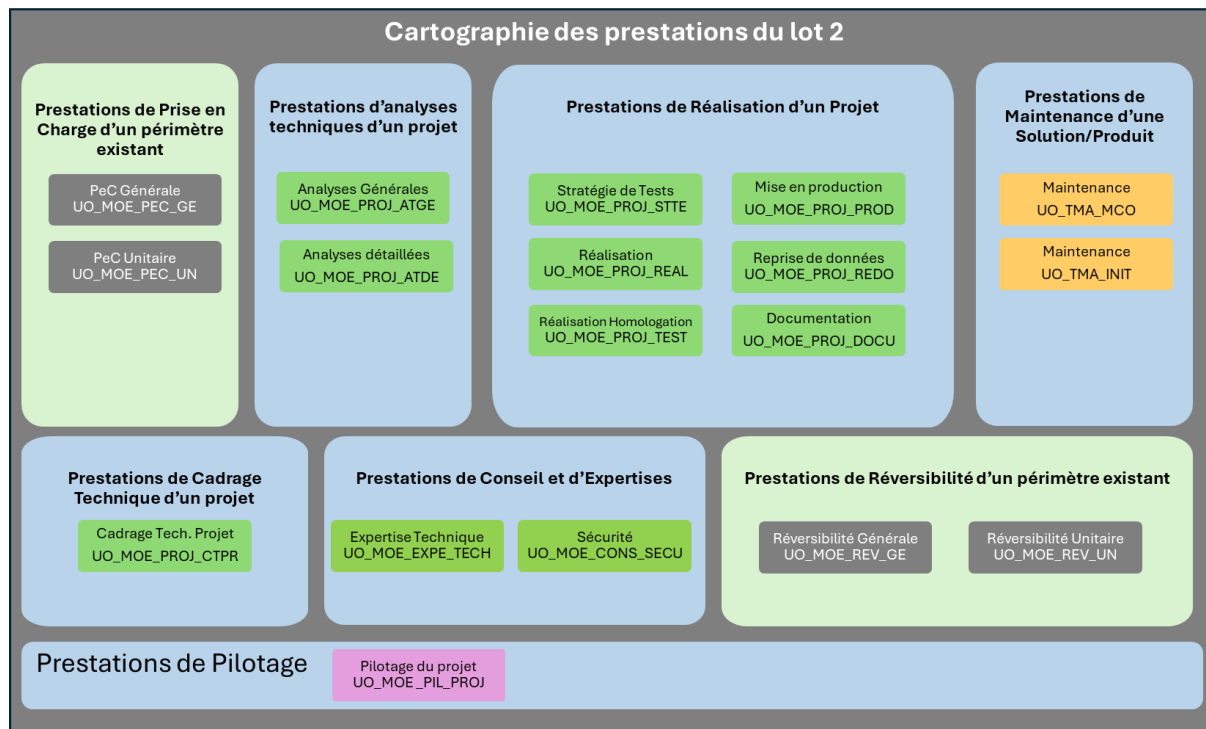 Cartographie des prestations du lot 2
Prestations de Prise en
Charge d'un périmètre
existant
PeC Générale
UO_MOE_PEC_GE
PeC Unitaire
UO_MOE_PEC_UN
Prestations d'analyses
techniques d'un projet
Analyses Générales
UO_MOE_PROJ_ATGE
Analyses détaillées
UO_MOE_PROJ_ATDE
Prestations de Réalisation d'un Projet
Stratégie de Tests
UO_MOE_PROJ_STTE
Réalisation
UO_MOE_PROJ_REAL
Réalisation Homologation
UO_MOE_PROJ_TEST
Mise en production
UO_MOE_PROJ_PROD
Reprise de données
UO_MOE_PROJ_REDO
Documentation
UO_MOE_PROJ_DOCU
Prestations de
Maintenance d'une
Solution/Produit
Maintenance
UO_TMA_MCO
Maintenance
UO_TMA_INIT
Prestations de Cadrage
Technique d'un projet
Cadrage Tech. Projet
UO_MOE_PROJ_CTPR
Prestations de Conseil et d'Expertises
Expertise Technique
UO_MOE_EXPE_TECH
Sécurité
UO_MOE_CONS_SECU
Prestations de Réversibilité d'un périmètre existant
Réversibilité Générale
UO_MOE_REV_GE
Réversibilité Unitaire
UO_MOE_REV_UN
Prestations de Pilotage
Pilotage du projet
UO_MOE_PIL_PROJ